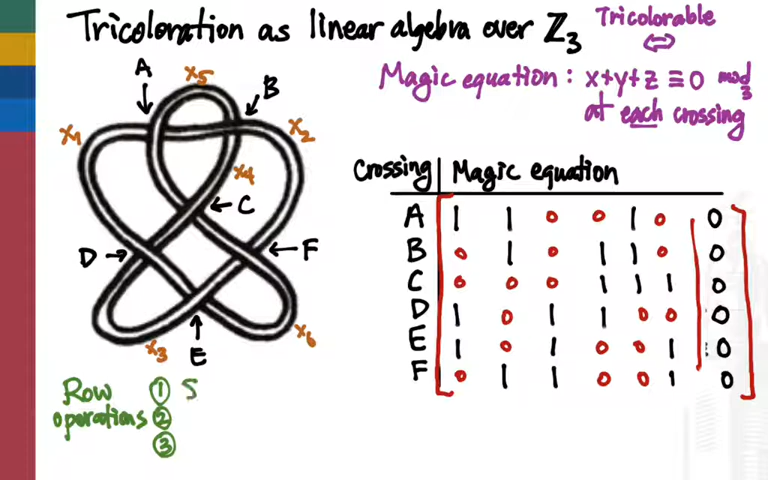 Tricoloration as linear algebra over Z₃
Tricolorable
⇔
Magic equation : x+y+z ≡ 0 mod 3
at each crossing
A
x₅
B
x₁
x₂
x₄
C
D
F
x₃
E
x₆
Crossing | Magic equation
A 1 1 0 0 1 0 0
B 0 1 0 1 1 0 0
C 0 0 0 1 1 1 0
D 1 0 1 1 0 0 0
E 1 0 1 0 0 1 0
F 0 1 1 0 0 1 0
Row operations
① S
②
③